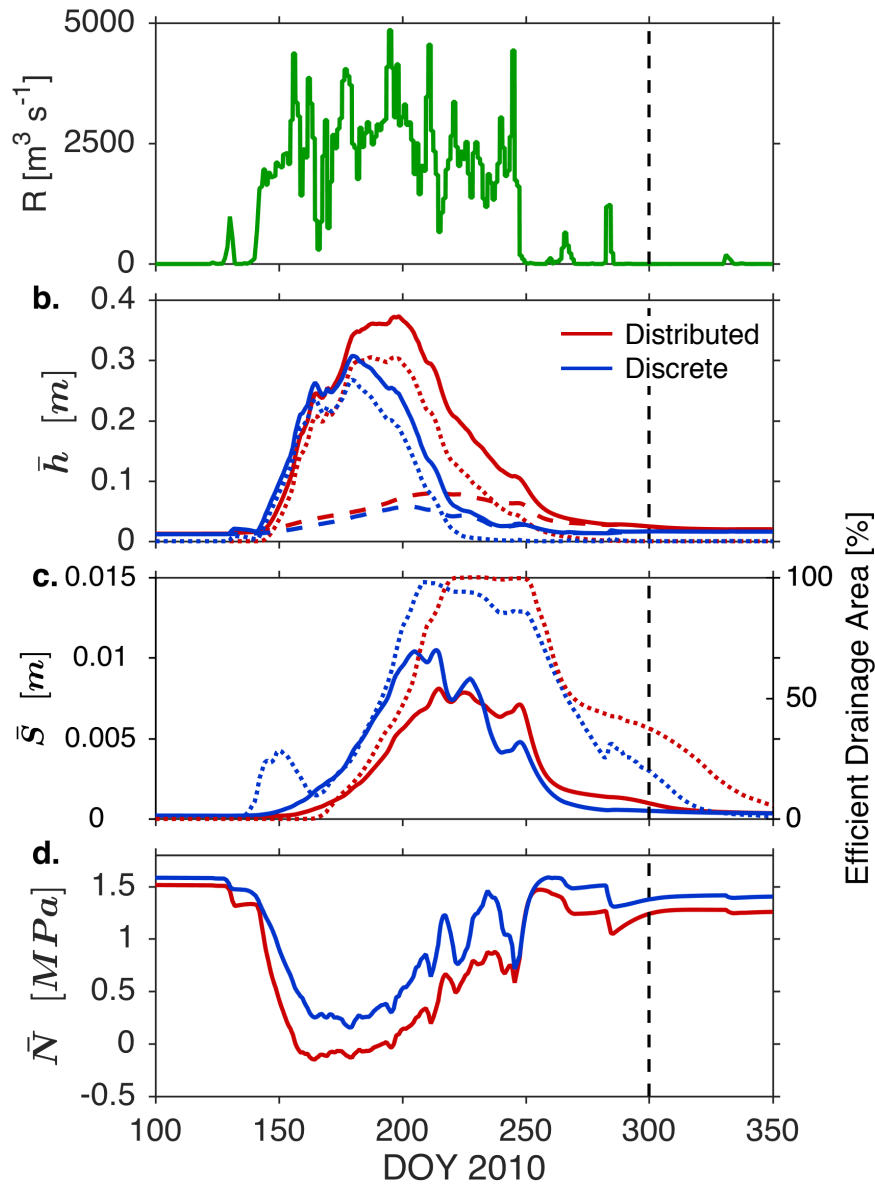 5000
2500
0
R [m³ s⁻¹]
b.
0.4
0.3
0.2
0.1
0
h̄ [m]
Distributed
Discrete
c.
0.015
0.01
0.005
0
S̄ [m]
100
50
0
Efficient Drainage Area [%]
d.
1.5
1
0.5
0
-0.5
N̄ [MPa]
100 150 200 250 300 350
DOY 2010